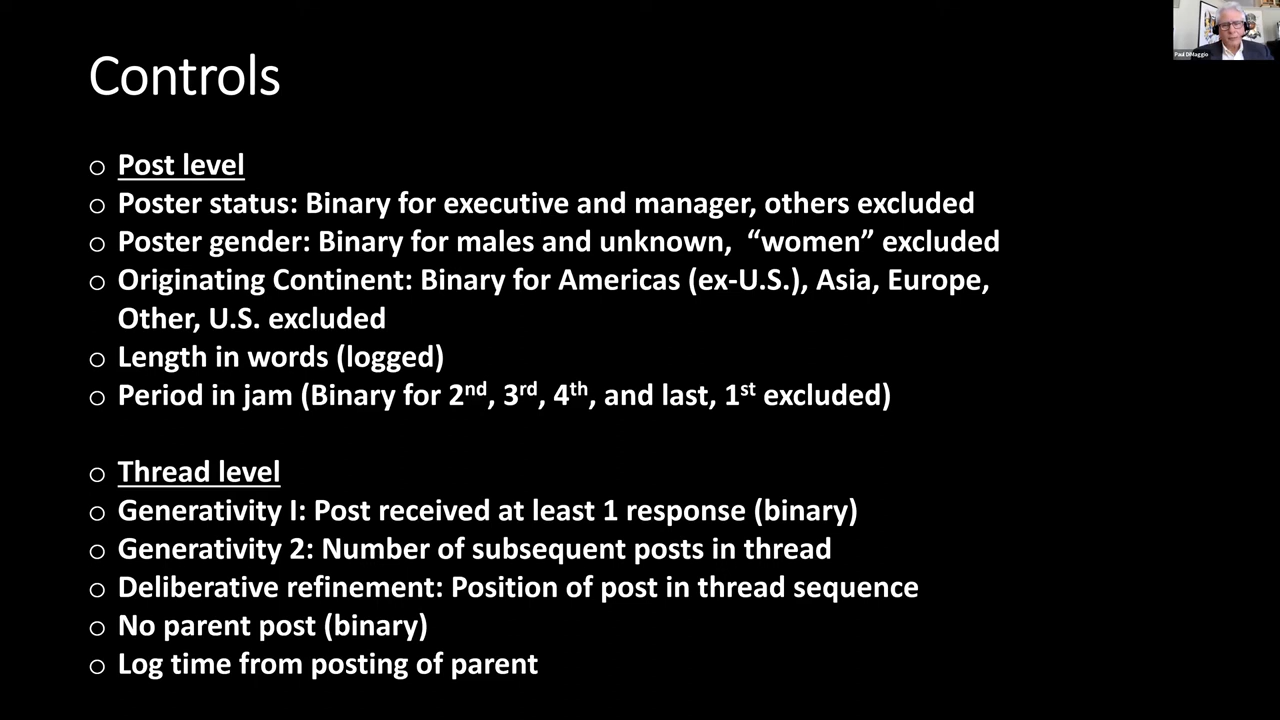 Paul DiMaggio
Controls
o Post level
o Poster status: Binary for executive and manager, others excluded
o Poster gender: Binary for males and unknown, “women” excluded
o Originating Continent: Binary for Americas (ex-U.S.), Asia, Europe,
Other, U.S. excluded
o Length in words (logged)
o Period in jam (Binary for 2nd, 3rd, 4th, and last, 1st excluded)
o Thread level
o Generativity I: Post received at least 1 response (binary)
o Generativity 2: Number of subsequent posts in thread
o Deliberative refinement: Position of post in thread sequence
o No parent post (binary)
o Log time from posting of parent